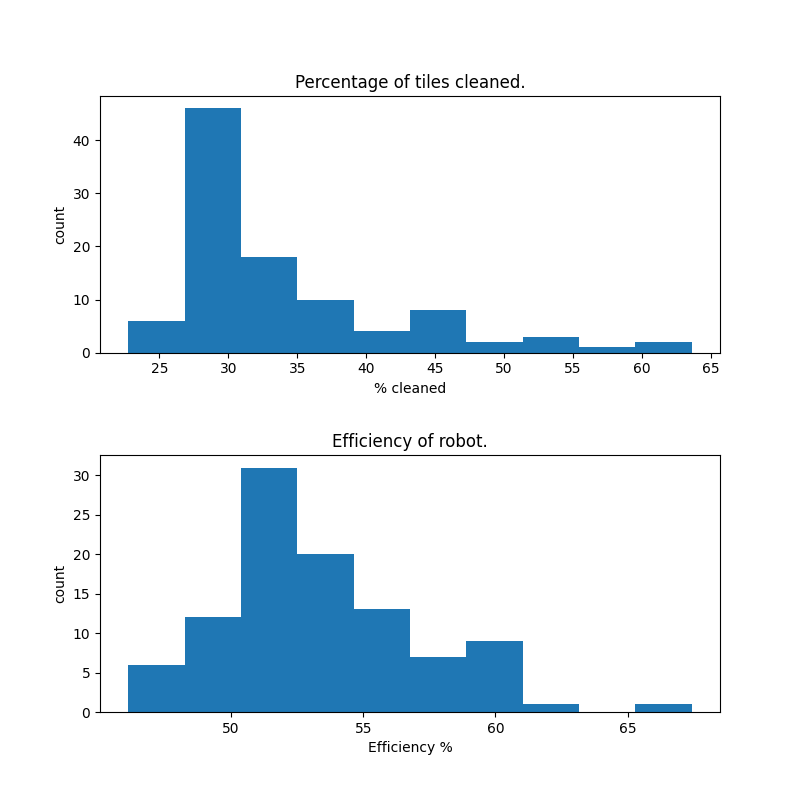 Percentage of tiles cleaned.
count
40
30
20
10
0
25 30 35 40 45 50 55 60 65
% cleaned
Efficiency of robot.
count
30
25
20
15
10
5
0
50 55 60 65
Efficiency %